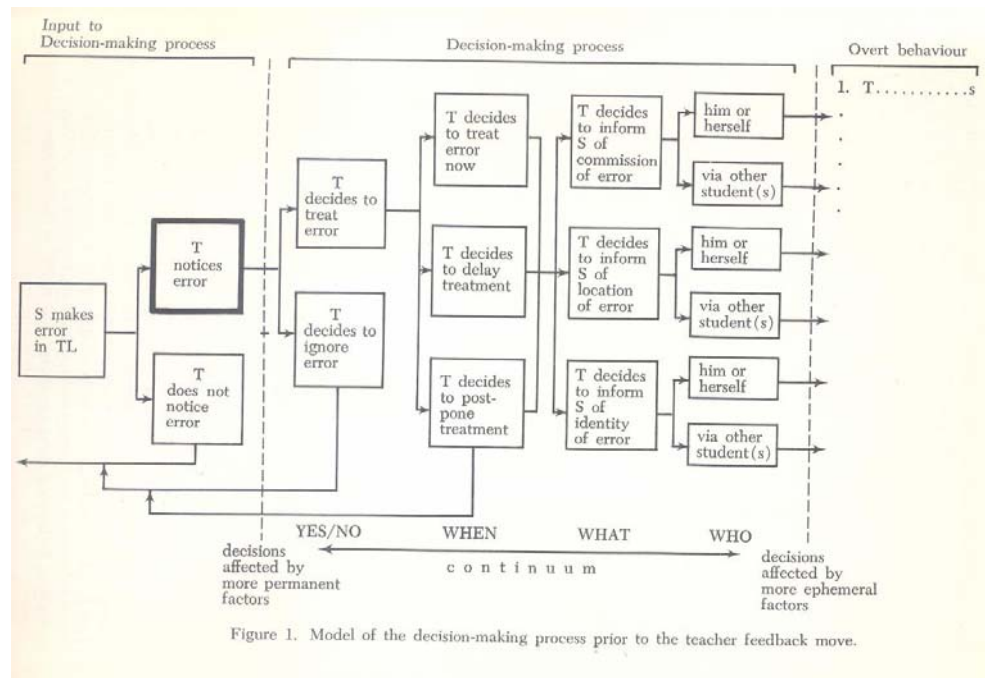 Input to
Decision-making process
Decision-making process
Overt behaviour
1. T...........s
.
.
.
.
S makes
error
in TL
T
notices
error
T
does not
notice
error
T
decides to
treat
error
T
decides to
ignore
error
T decides
to treat
error
now
T decides
to delay
treatment
T decides
to post-
pone
treatment
T decides
to inform
S of
commission
of error
T decides
to inform
S of
location
of error
T decides
to inform
S of
identity
of error
him or
herself
via other
student(s)
him or
herself
via other
student(s)
him or
herself
via other
student(s)
YES/NO WHEN WHAT WHO
continuum
decisions
affected by
more permanent
factors
decisions
affected by
more ephemeral
factors
Figure 1. Model of the decision-making process prior to the teacher feedback move.